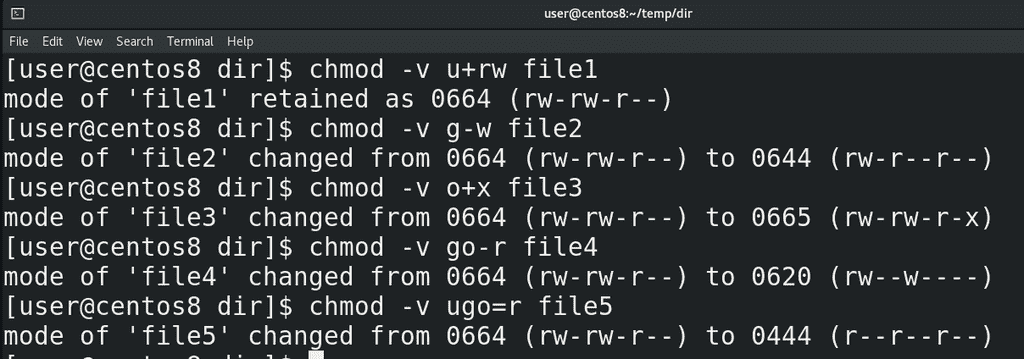 user@centos8:~/temp/dir
File Edit View Search Terminal Help
[user@centos8 dir]$ chmod -v u+rw file1
mode of 'file1' retained as 0664 (rw-rw-r--)
[user@centos8 dir]$ chmod -v g-w file2
mode of 'file2' changed from 0664 (rw-rw-r--) to 0644 (rw-r--r--)
[user@centos8 dir]$ chmod -v o+x file3
mode of 'file3' changed from 0664 (rw-rw-r--) to 0665 (rw-rw-r-x)
[user@centos8 dir]$ chmod -v go-r file4
mode of 'file4' changed from 0664 (rw-rw-r--) to 0620 (rw--w----)
[user@centos8 dir]$ chmod -v ugo=r file5
mode of 'file5' changed from 0664 (rw-rw-r--) to 0444 (r--r--r--)
[user@centos8 dir]$